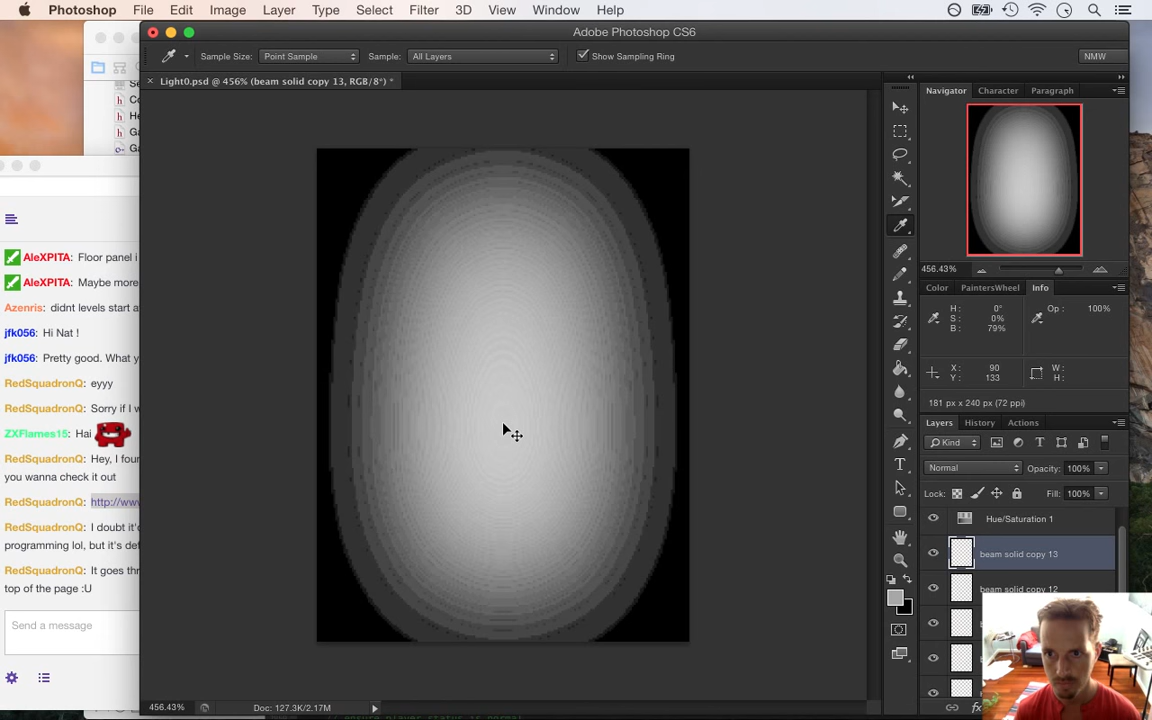 Photoshop File Edit Image Layer Type Select Filter 3D View Window Help
Adobe Photoshop CS6
Sample Size: Point Sample Sample: All Layers Show Sampling Ring NMW
Light0.psd @ 456% (beam solid copy 13, RGB/8*) *
Navigator Character Paragraph
456.43%
Color PaintersWheel Info
H: 0°
S: 0%
B: 79%
Op: 100%
X: 90
Y: 133
W:
H:
181 px x 240 px (72 ppi)
Layers History Actions
Kind
Normal Opacity: 100%
Lock: Fill: 100%
Hue/Saturation 1
beam solid copy 13
beam solid copy 12
fx
AleXPITA: Floor panel i
AleXPITA: Maybe more
Azenris: didnt levels start a
jfk056: Hi Nat !
jfk056: Pretty good. What y
RedSquadronQ: eyyy
RedSquadronQ: Sorry if I w
ZXFlames15: Hai
RedSquadronQ: Hey, I four
you wanna check it out
RedSquadronQ: http://ww
RedSquadronQ: I doubt it'
programming lol, but it's def
RedSquadronQ: It goes thr
top of the page :U
Send a message
456.43% Doc: 127.3K/2.17M